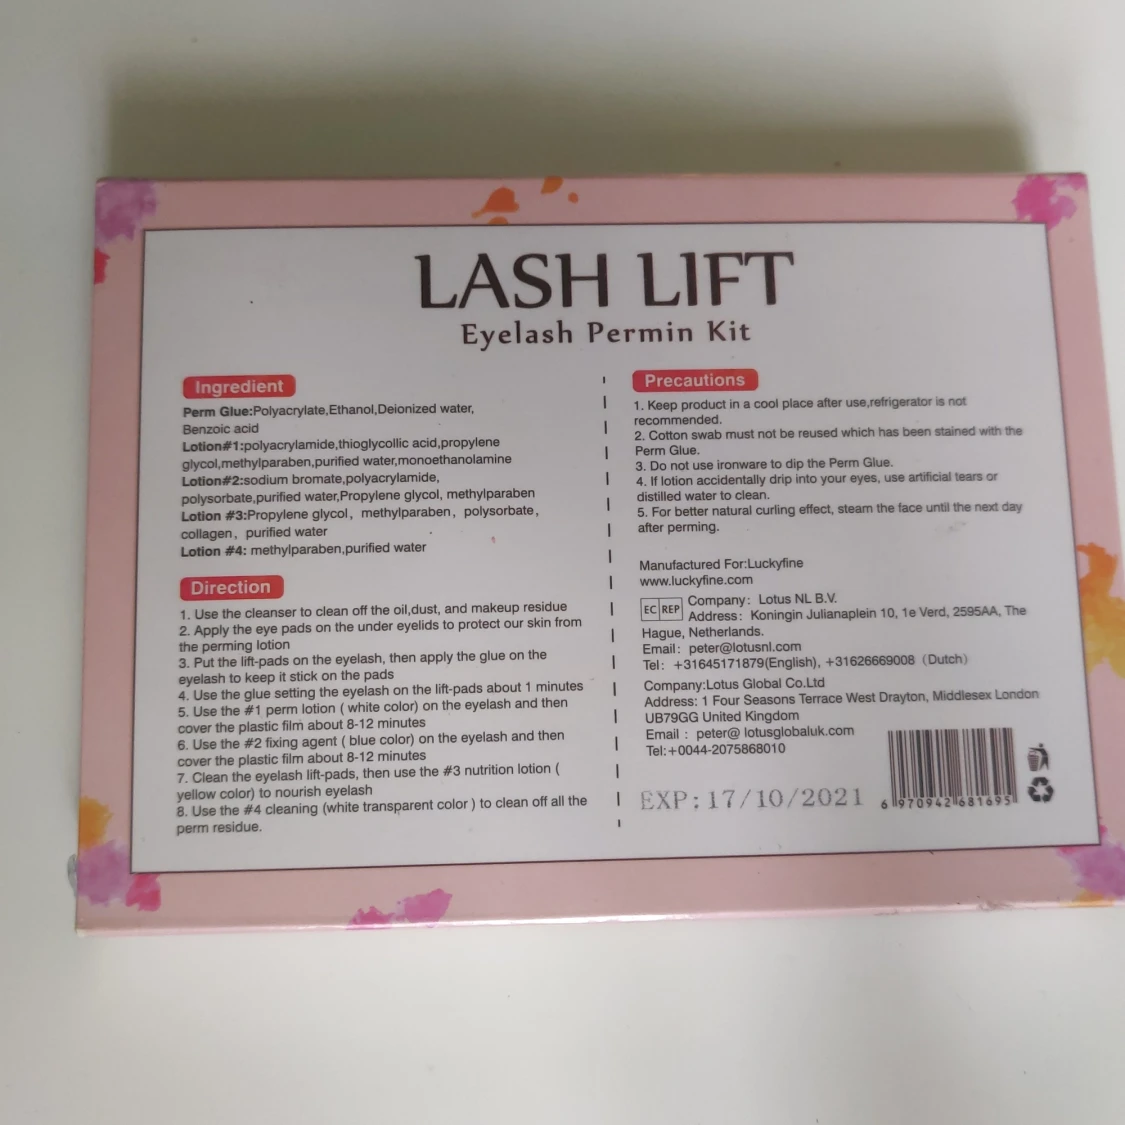 LASH LIFT
Eyelash Permin Kit
Ingredient
Perm Glue:Polyacrylate,Ethanol,Deionized water,
Benzoic acid
Lotion#1:polyacrylamide,thioglycollic acid,propylene
glycol,methylparaben,purified water,monoethanolamine
Lotion#2:sodium bromate,polyacrylamide,
polysorbate,purified water,Propylene glycol, methylparaben
Lotion #3:Propylene glycol, methylparaben, polysorbate,
collagen, purified water
Lotion #4: methylparaben,purified water
Direction
1. Use the cleanser to clean off the oil,dust, and makeup residue
2. Apply the eye pads on the under eyelids to protect our skin from
the perming lotion
3. Put the lift-pads on the eyelash, then apply the glue on the
eyelash to keep it stick on the pads
4. Use the glue setting the eyelash on the lift-pads about 1 minutes
5. Use the #1 perm lotion ( white color) on the eyelash and then
cover the plastic film about 8-12 minutes
6. Use the #2 fixing agent ( blue color) on the eyelash and then
cover the plastic film about 8-12 minutes
7. Clean the eyelash lift-pads, then use the #3 nutrition lotion (
yellow color) to nourish eyelash
8. Use the #4 cleaning (white transparent color ) to clean off all the
perm residue.
Precautions
1. Keep product in a cool place after use,refrigerator is not
recommended.
2. Cotton swab must not be reused which has been stained with the
Perm Glue.
3. Do not use ironware to dip the Perm Glue.
4. If lotion accidentally drip into your eyes, use artificial tears or
distilled water to clean.
5. For better natural curling effect, steam the face until the next day
after perming.
Manufactured For:Luckyfine
www.luckyfine.com
EC REP Company: Lotus NL B.V.
Address: Koningin Julianaplein 10, 1e Verd, 2595AA, The
Hague, Netherlands.
Email: peter@lotusnl.com
Tel: +31645171879(English), +31626669008 (Dutch)
Company:Lotus Global Co.Ltd
Address: 1 Four Seasons Terrace West Drayton, Middlesex London
UB79GG United Kingdom
Email : peter@ lotusglobaluk.com
Tel:+0044-2075868010
EXP:17/10/2021
6 970942 681695